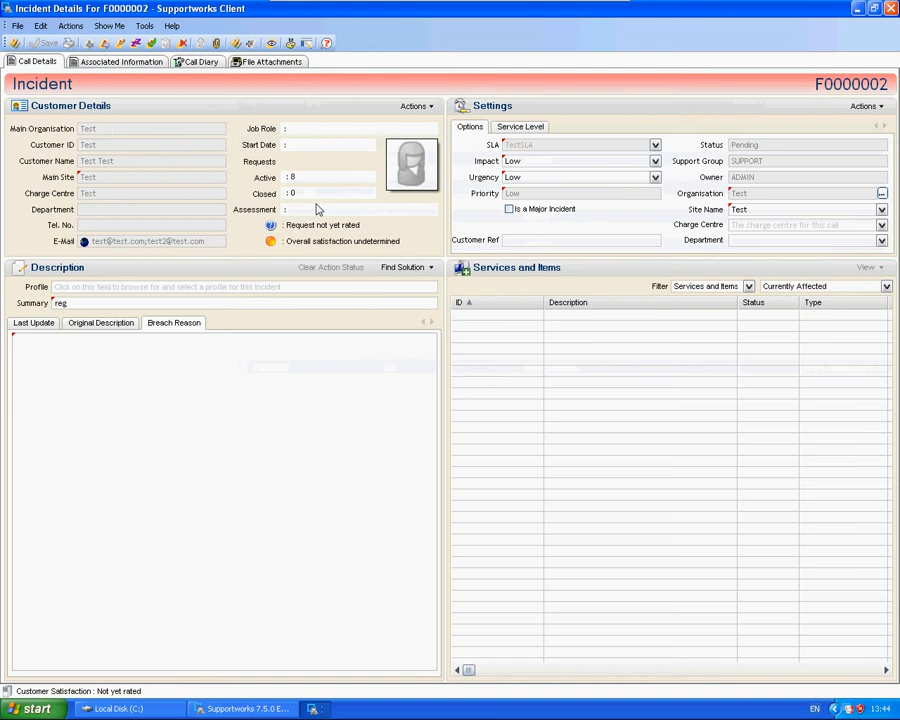 Incident Details For F0000002 - Supportworks Client
File Edit Actions Show Me Tools Help
Save
Call Details Associated Information Call Diary File Attachments
Incident F0000002
Customer Details Actions
Main Organisation Test
Customer ID Test
Customer Name Test Test
Main Site Test
Charge Centre Test
Department
Tel. No.
E-Mail test@test.com;test2@test.com
Job Role :
Start Date :
Requests
Active : 8
Closed : 0
Assessment :
: Request not yet rated
: Overall satisfaction undetermined
Settings Actions
Options Service Level
SLA TestSLA
Impact Low
Urgency Low
Priority Low
Is a Major Incident
Customer Ref
Status Pending
Support Group SUPPORT
Owner ADMIN
Organisation Test ...
Site Name Test
Charge Centre The charge centre for this call
Department
Description Clear Action Status Find Solution
Profile Click on this field to browse for and select a profile for this Incident
Summary reg
Last Update Original Description Breach Reason
Services and Items View
Filter Services and Items Currently Affected
ID Description Status Type
Customer Satisfaction : Not yet rated
start Local Disk (C:) Supportworks 7.5.0 E... EN 13:44